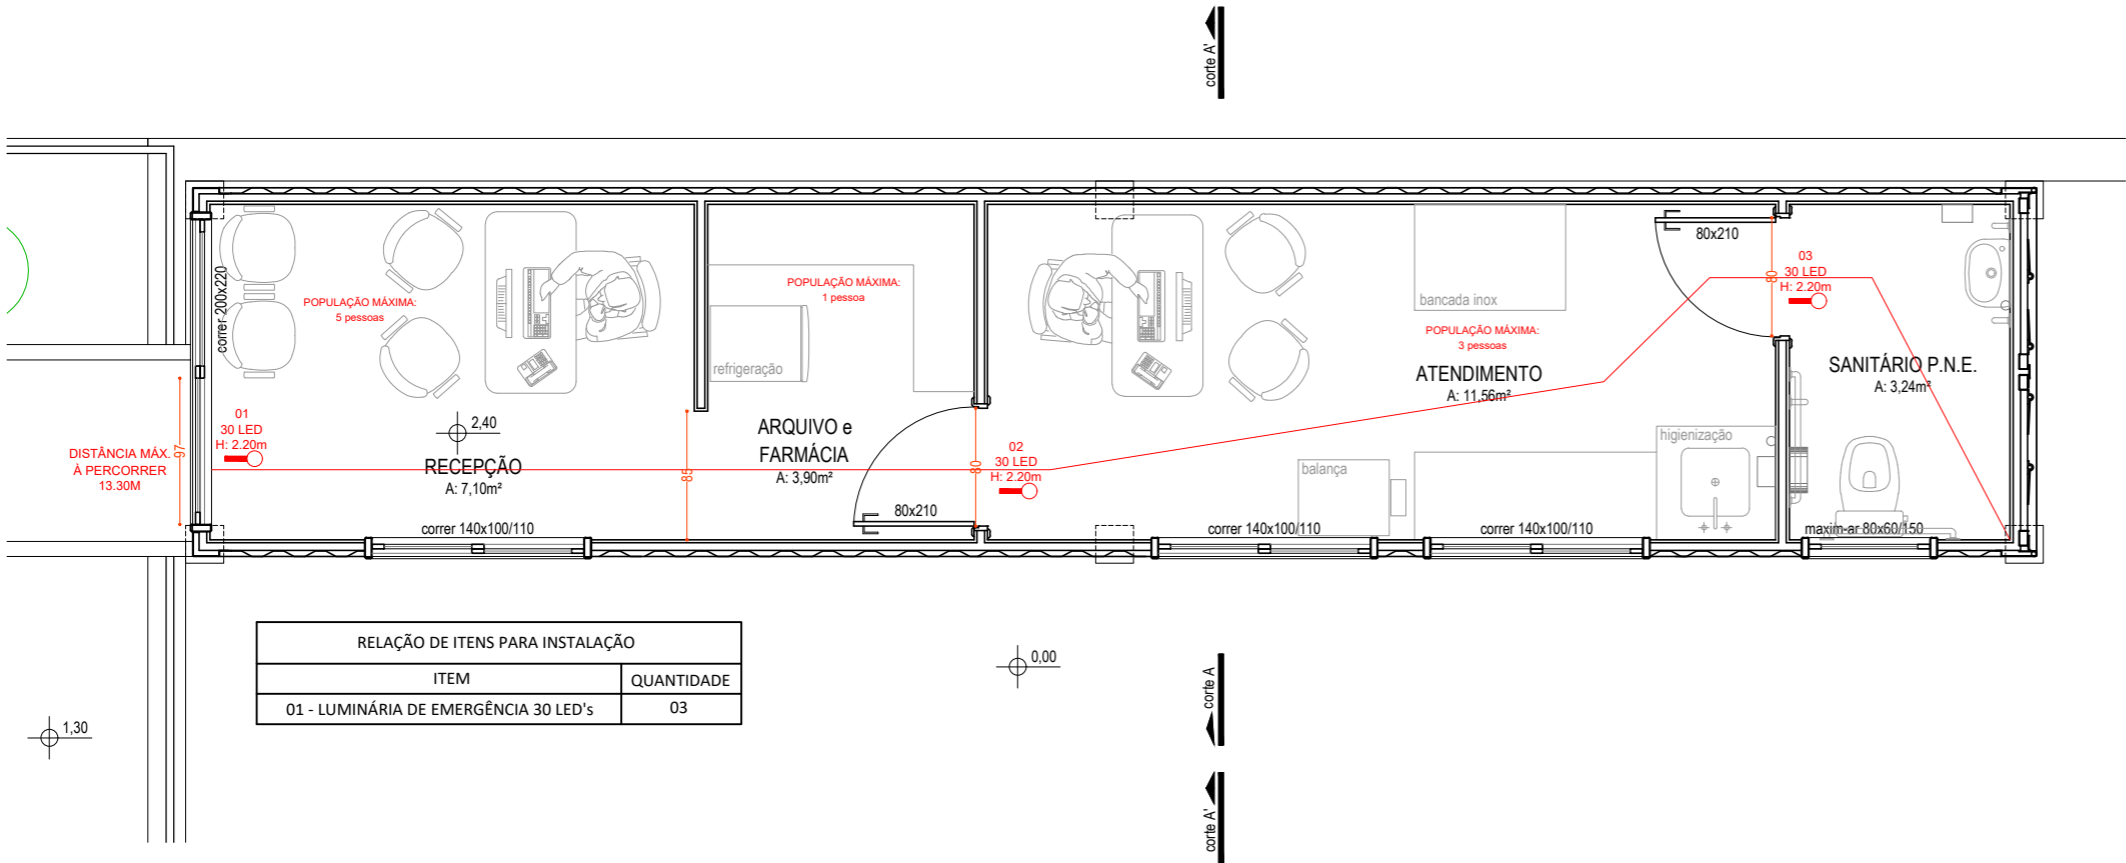 corte A'
correr 200x220
POPULAÇÃO MÁXIMA:
5 pessoas
01
30 LED
H: 2.20m
DISTÂNCIA MÁX.
À PERCORRER
13.30M
97
2,40
RECEPÇÃO
A: 7,10m²
correr 140x100/110
85
POPULAÇÃO MÁXIMA:
1 pessoa
refrigeração
ARQUIVO e
FARMÁCIA
A: 3,90m²
80x210
80
02
30 LED
H: 2.20m
bancada inox
POPULAÇÃO MÁXIMA:
3 pessoas
ATENDIMENTO
A: 11,56m²
balança
higienização
correr 140x100/110
correr 140x100/110
80x210
80
03
30 LED
H: 2.20m
SANITÁRIO P.N.E.
A: 3,24m²
maxim-ar 80x60/150
RELAÇÃO DE ITENS PARA INSTALAÇÃO
ITEM
QUANTIDADE
01 - LUMINÁRIA DE EMERGÊNCIA 30 LED's
03
0,00
1,30
corte A
corte A'